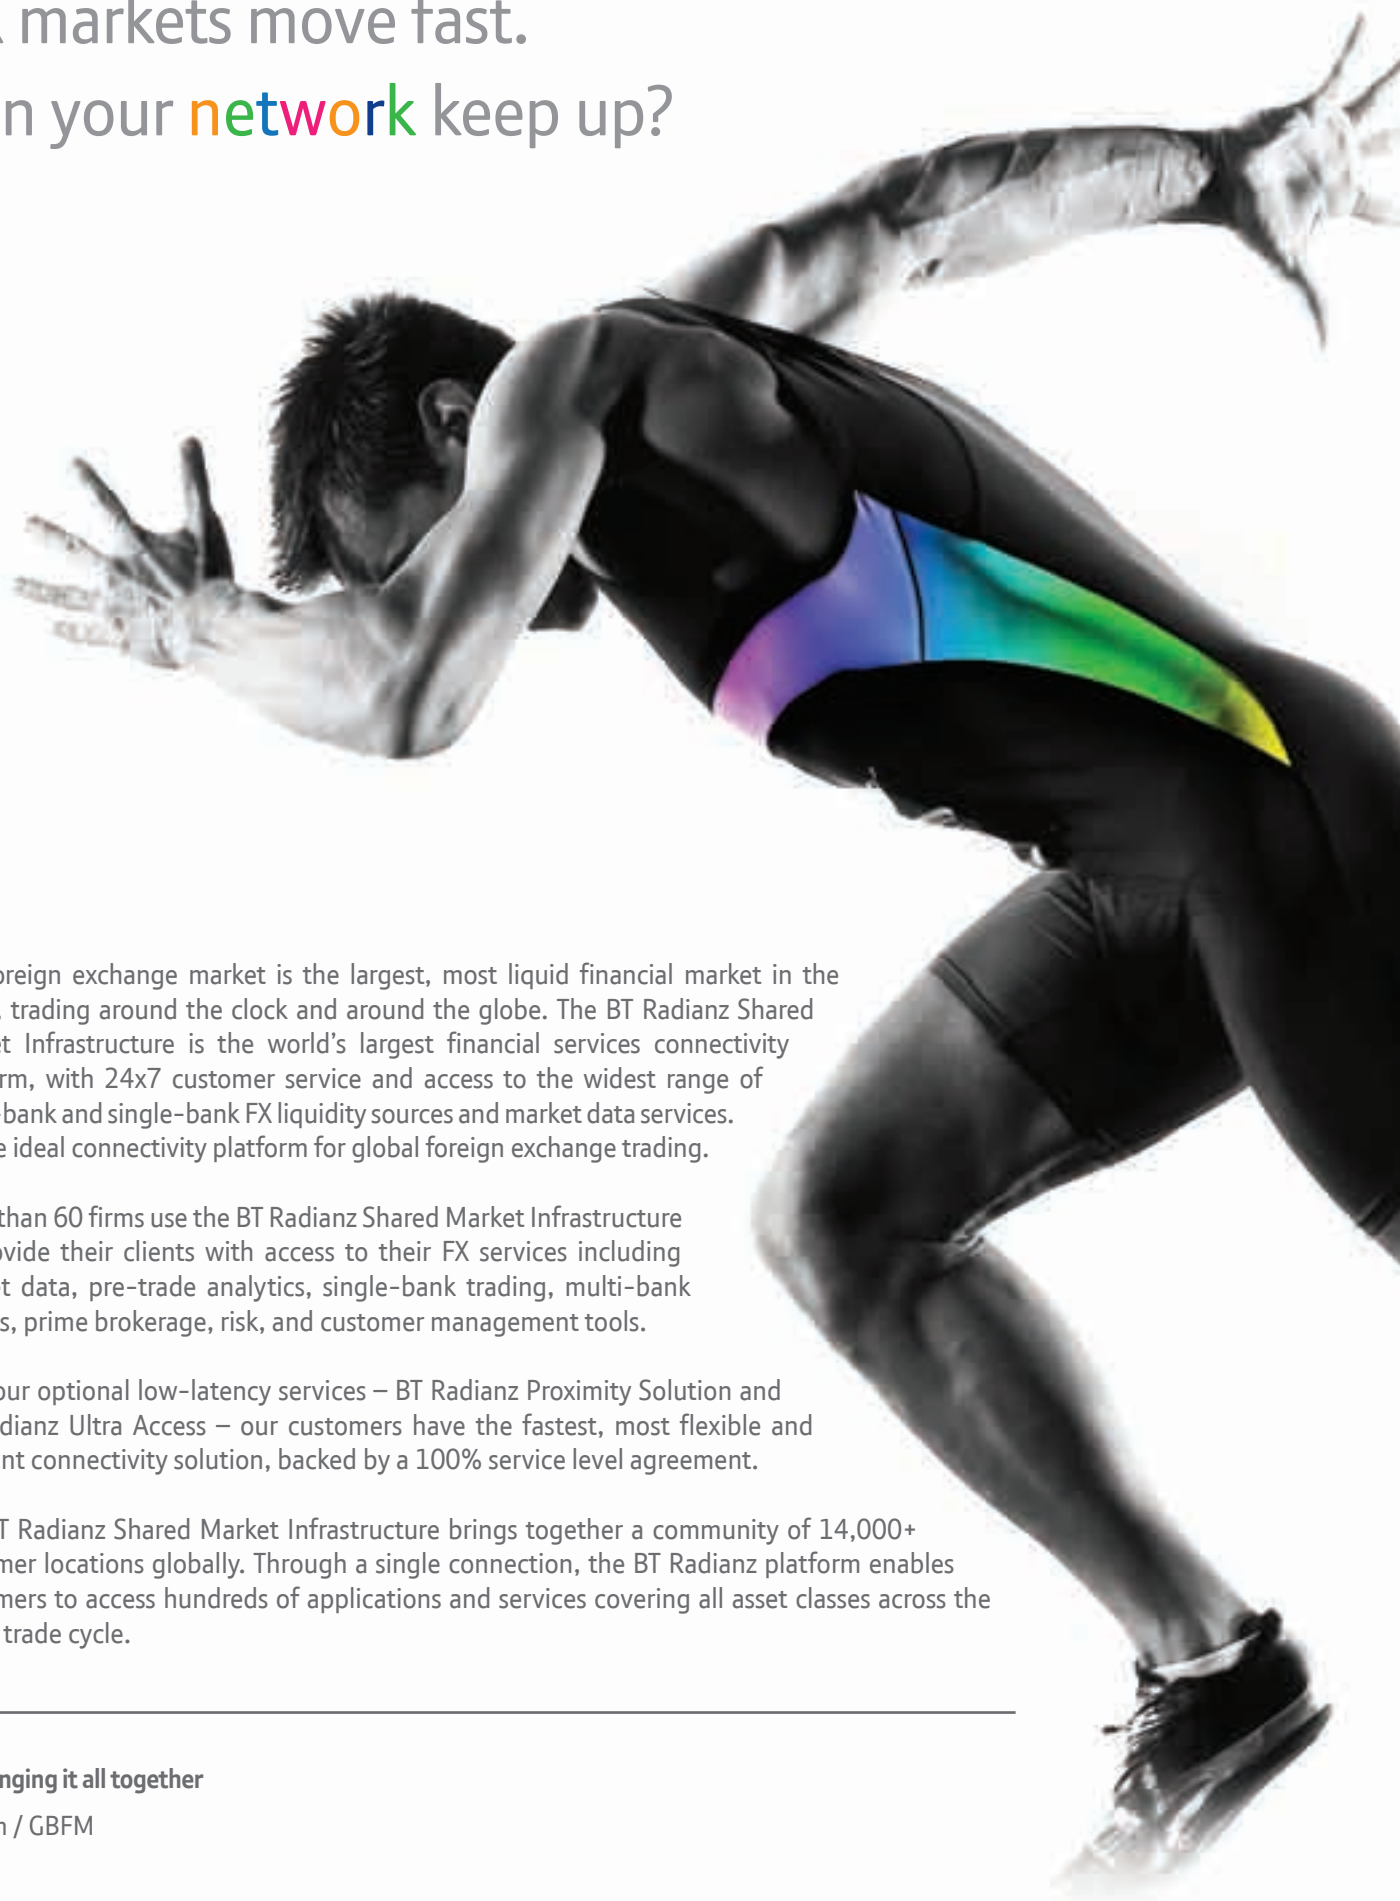 markets move fast.
n your network keep up?
oreign exchange market is the largest, most liquid financial market in the
, trading around the clock and around the globe. The BT Radianz Shared
et Infrastructure is the world's largest financial services connectivity
rm, with 24x7 customer service and access to the widest range of
-bank and single-bank FX liquidity sources and market data services.
e ideal connectivity platform for global foreign exchange trading.
than 60 firms use the BT Radianz Shared Market Infrastructure
ovide their clients with access to their FX services including
et data, pre-trade analytics, single-bank trading, multi-bank
s, prime brokerage, risk, and customer management tools.
our optional low-latency services – BT Radianz Proximity Solution and
dianz Ultra Access – our customers have the fastest, most flexible and
nt connectivity solution, backed by a 100% service level agreement.
T Radianz Shared Market Infrastructure brings together a community of 14,000+
mer locations globally. Through a single connection, the BT Radianz platform enables
mers to access hundreds of applications and services covering all asset classes across the
trade cycle.
nging it all together
/ GBFM